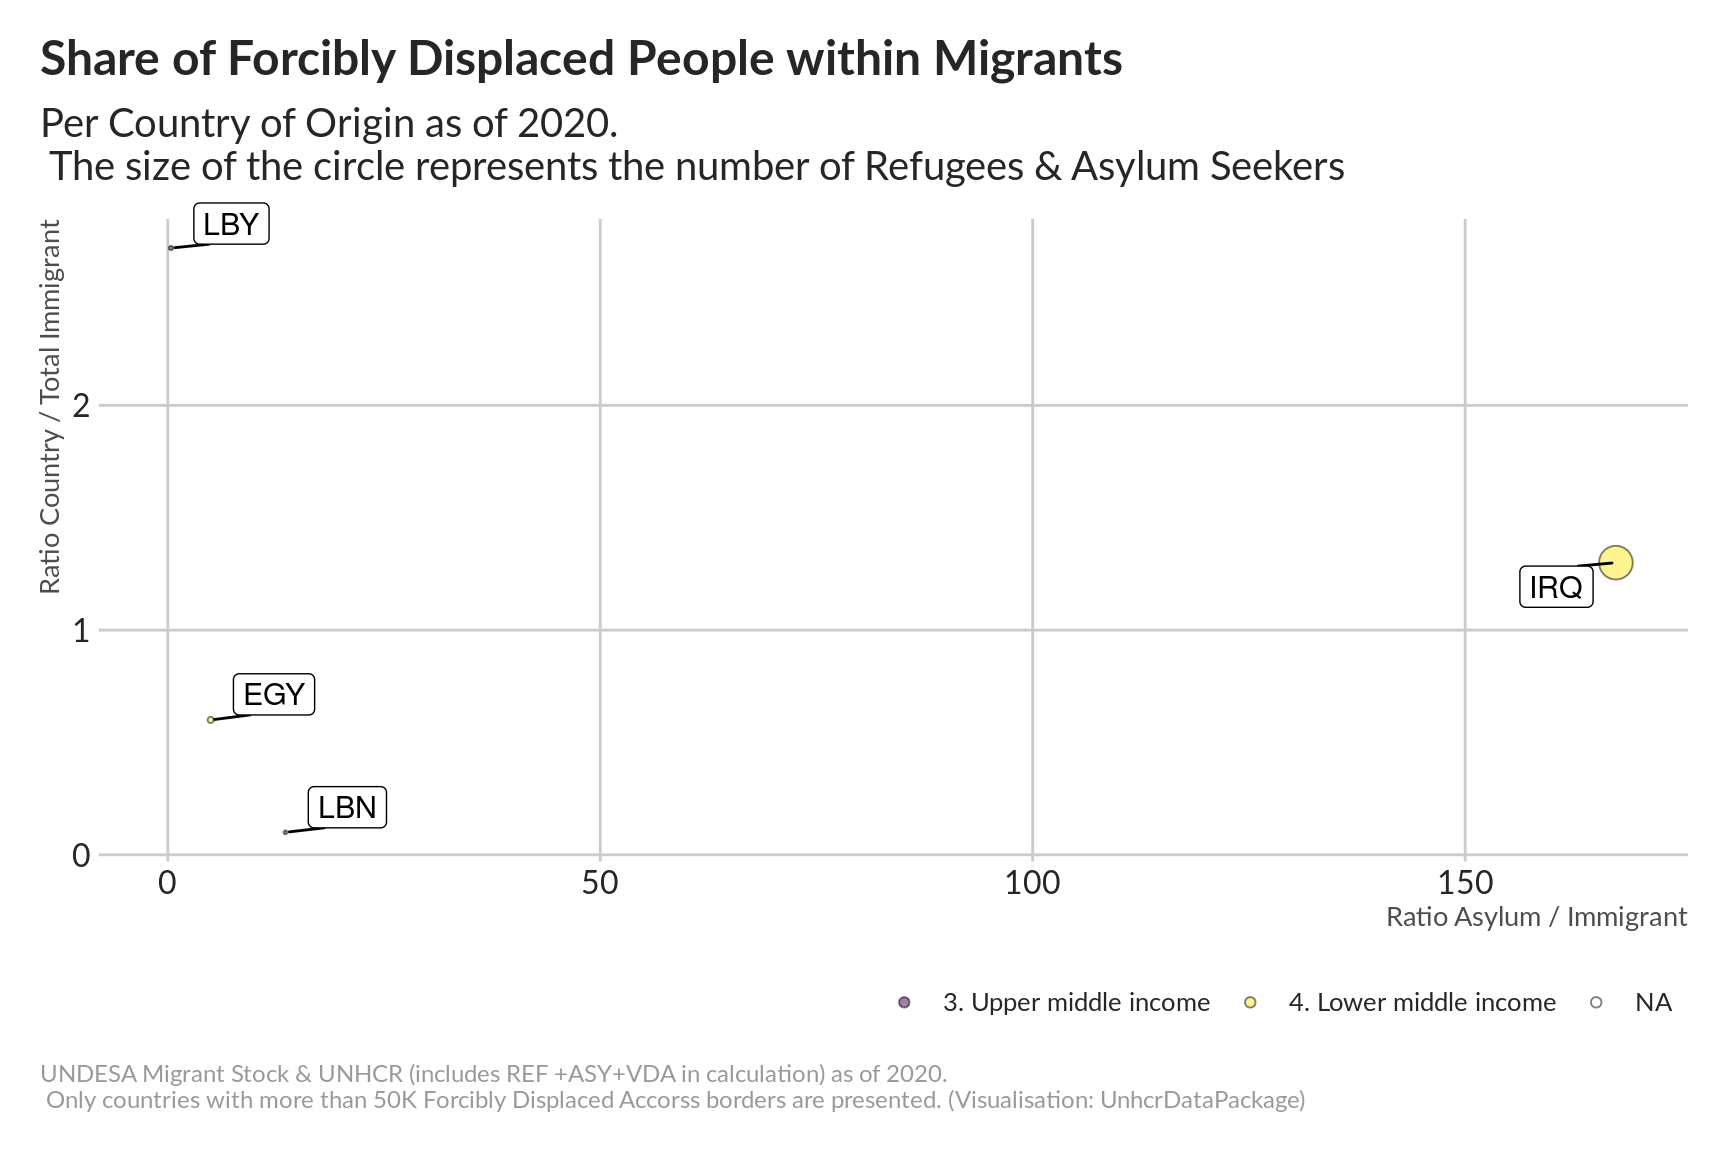 Share of Forcibly Displaced People within Migrants
Per Country of Origin as of 2020.
The size of the circle represents the number of Refugees & Asylum Seekers
Ratio Country / Total Immigrant
LBY
2
IRQ
1
EGY
LBN
0
0 50 100 150
Ratio Asylum / Immigrant
3. Upper middle income 4. Lower middle income NA
UNDESA Migrant Stock & UNHCR (includes REF +ASY+VDA in calculation) as of 2020.
Only countries with more than 50K Forcibly Displaced Accorss borders are presented. (Visualisation: UnhcrDataPackage)